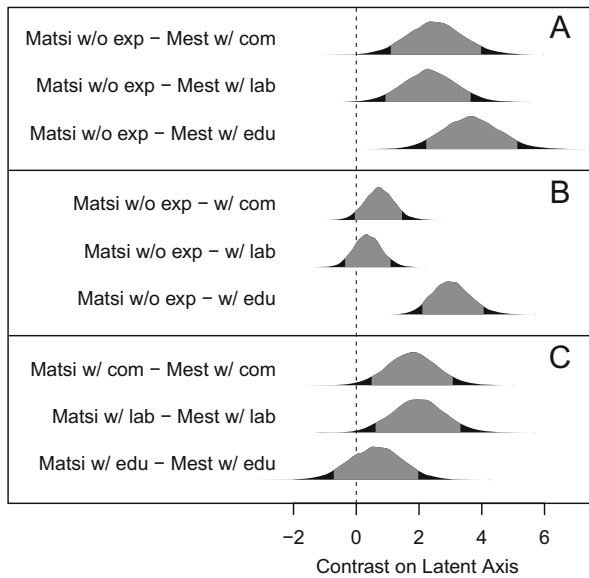 A
Matsi w/o exp − Mest w/ com
Matsi w/o exp − Mest w/ lab
Matsi w/o exp − Mest w/ edu
B
Matsi w/o exp − w/ com
Matsi w/o exp − w/ lab
Matsi w/o exp − w/ edu
C
Matsi w/ com − Mest w/ com
Matsi w/ lab − Mest w/ lab
Matsi w/ edu − Mest w/ edu
−2 0 2 4 6
Contrast on Latent Axis